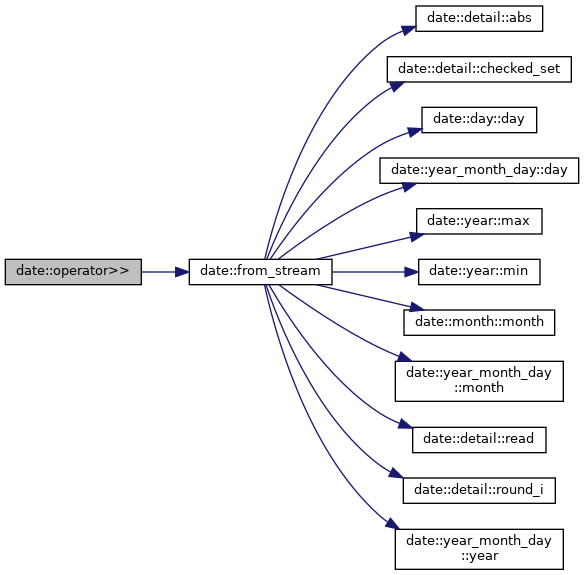 date::operator>>
date::from_stream
date::detail::abs
date::detail::checked_set
date::day::day
date::year_month_day::day
date::year::max
date::year::min
date::month::month
date::year_month_day
::month
date::detail::read
date::detail::round_i
date::year_month_day
::year